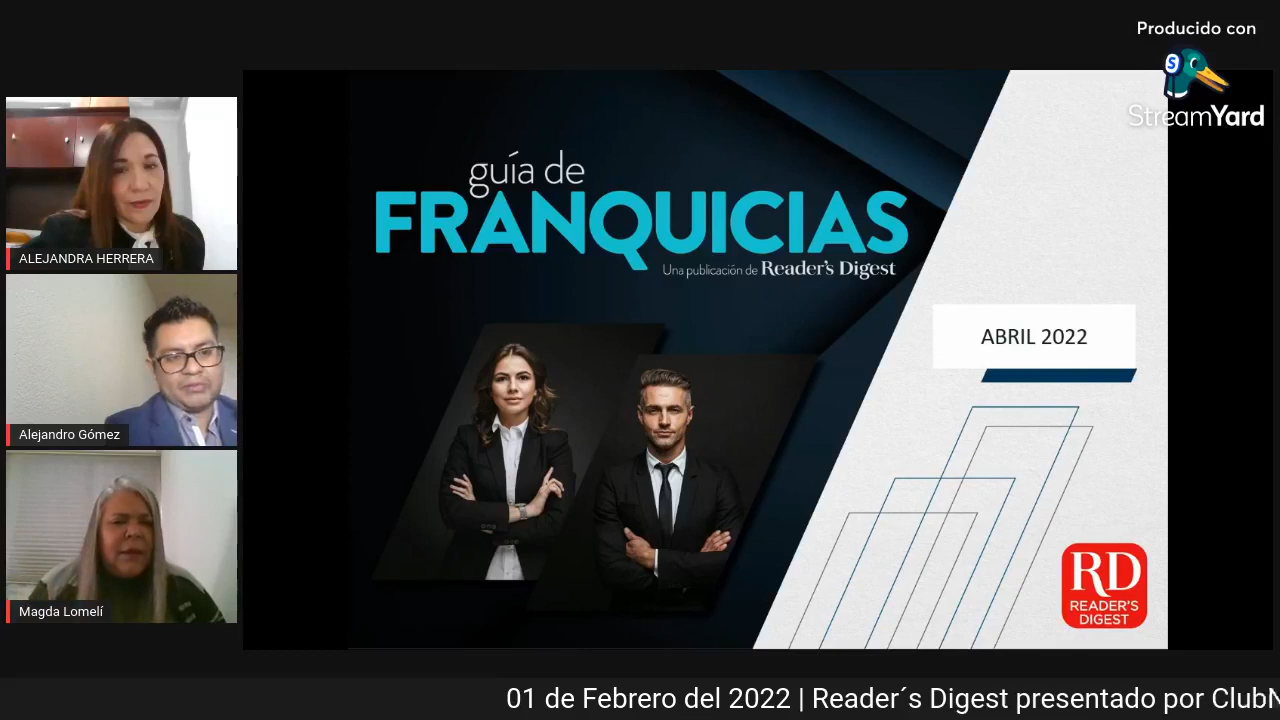 Producido con
S
StreamYard
ALEJANDRA HERRERA
Alejandro Gómez
Magda Lomelí
guía de
FRANQUICIAS
Una publicación de Reader's Digest
ABRIL 2022
RD
READER'S
DIGEST
01 de Febrero del 2022 | Reader´s Digest presentado por ClubN